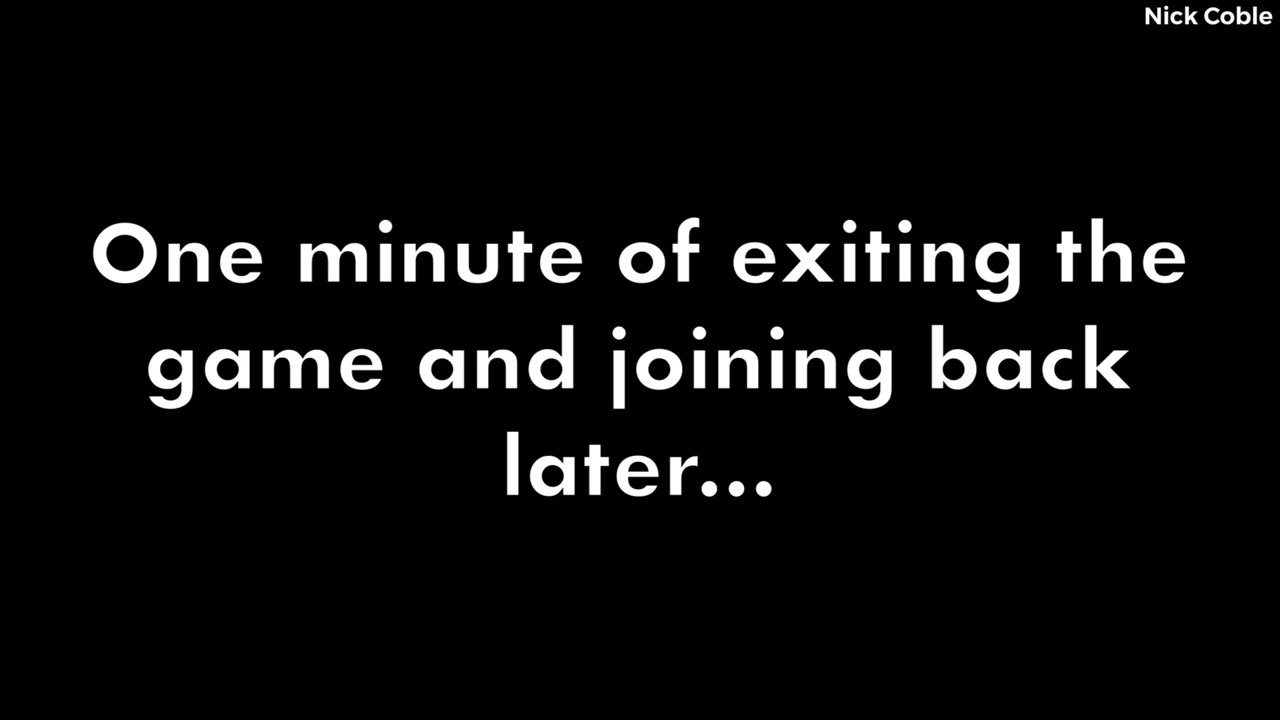 Nick Coble
One minute of exiting the
game and joining back
later...